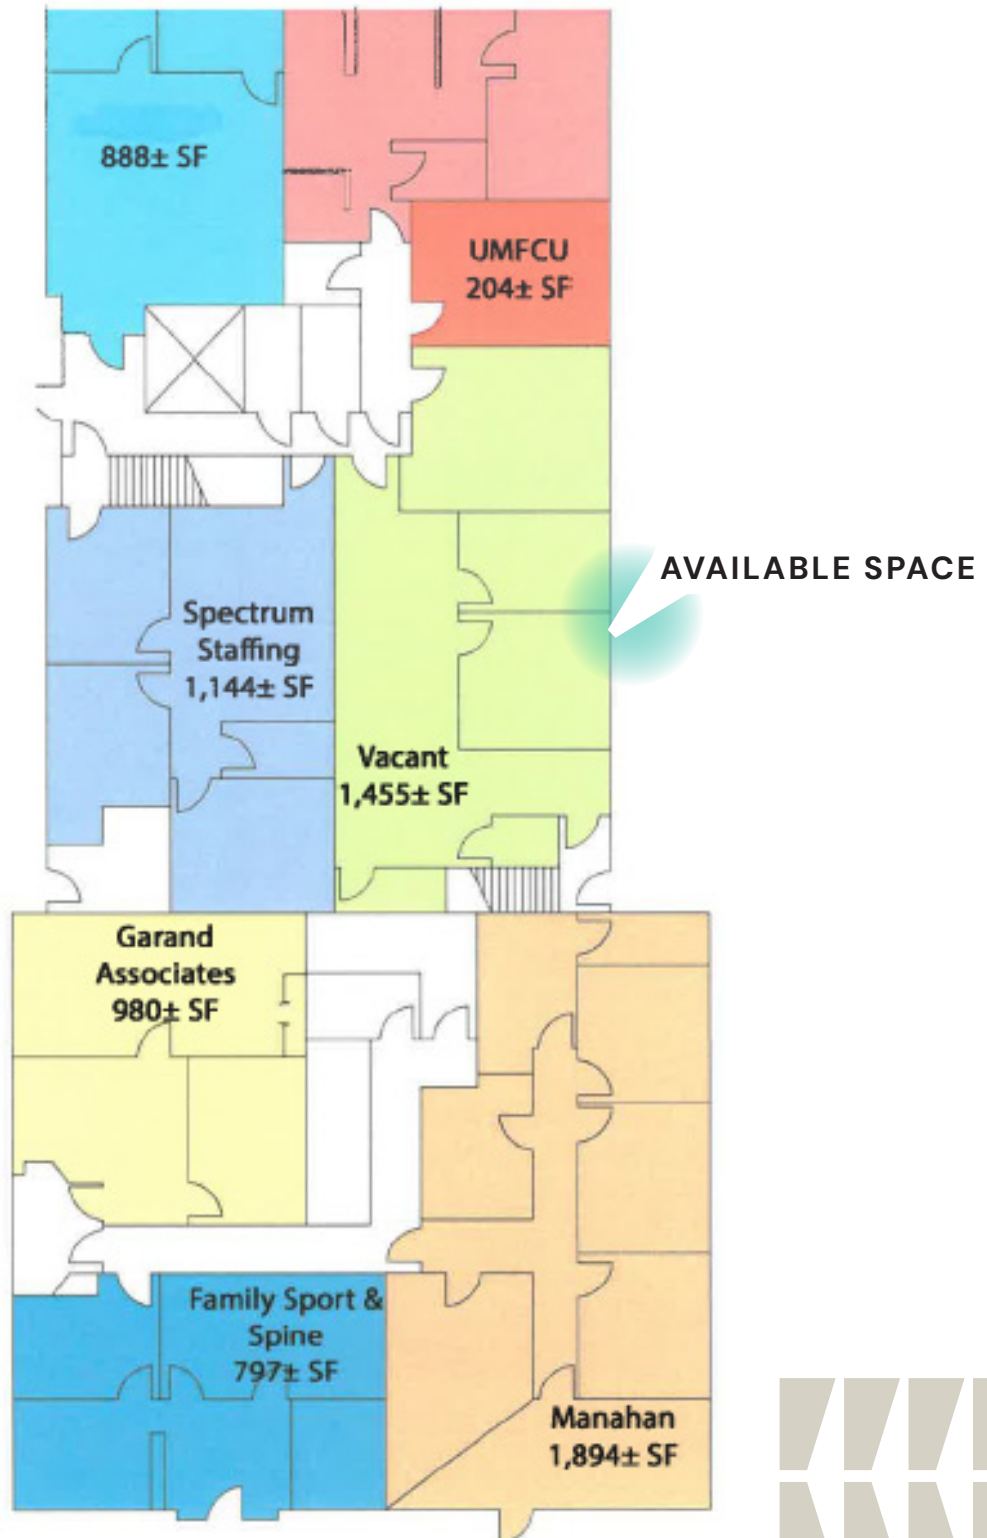 888± SF
UMFCU
204± SF
AVAILABLE SPACE
Spectrum
Staffing
1,144± SF
Vacant
1,455± SF
Garand
Associates
980± SF
Family Sport &
Spine
797± SF
Manahan
1,894± SF